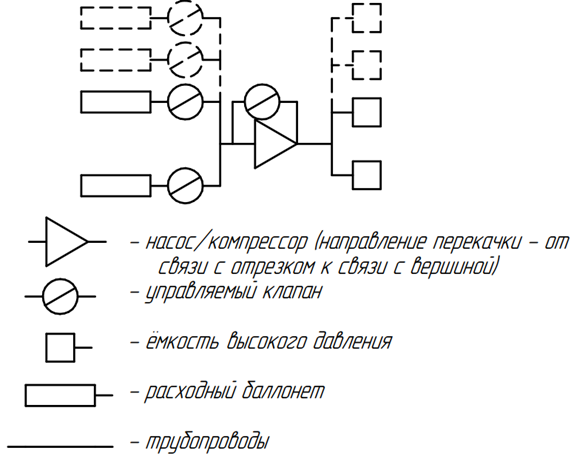 – насос/компрессор (направление перекачки – от
связи с отрезком к связи с вершиной)
– управляемый клапан
– ёмкость высокого давления
– расходный баллонет
– трубопроводы